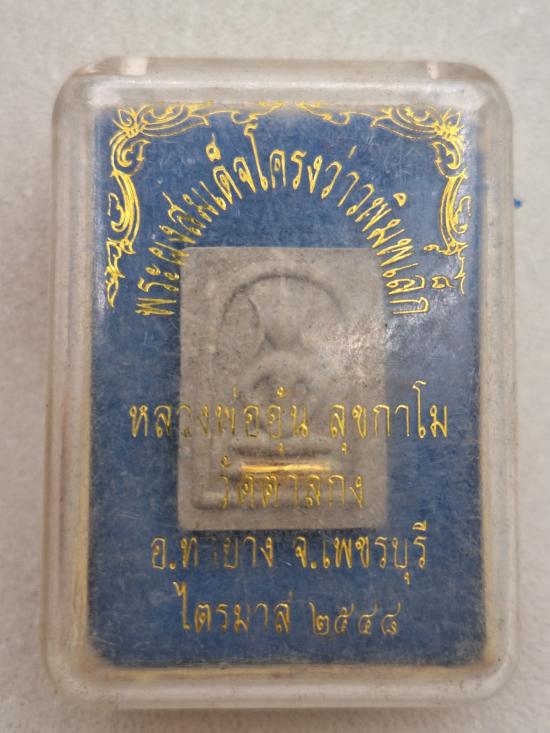 พระผงสมเด็จโครงว่าวพิมพ์เล็ก
หลวงพ่ออุ้น สุขกาโม
วัดตาลกง
อ.ท่ายาง จ.เพชรบุรี
ไตรมาส ๒๕๔๘